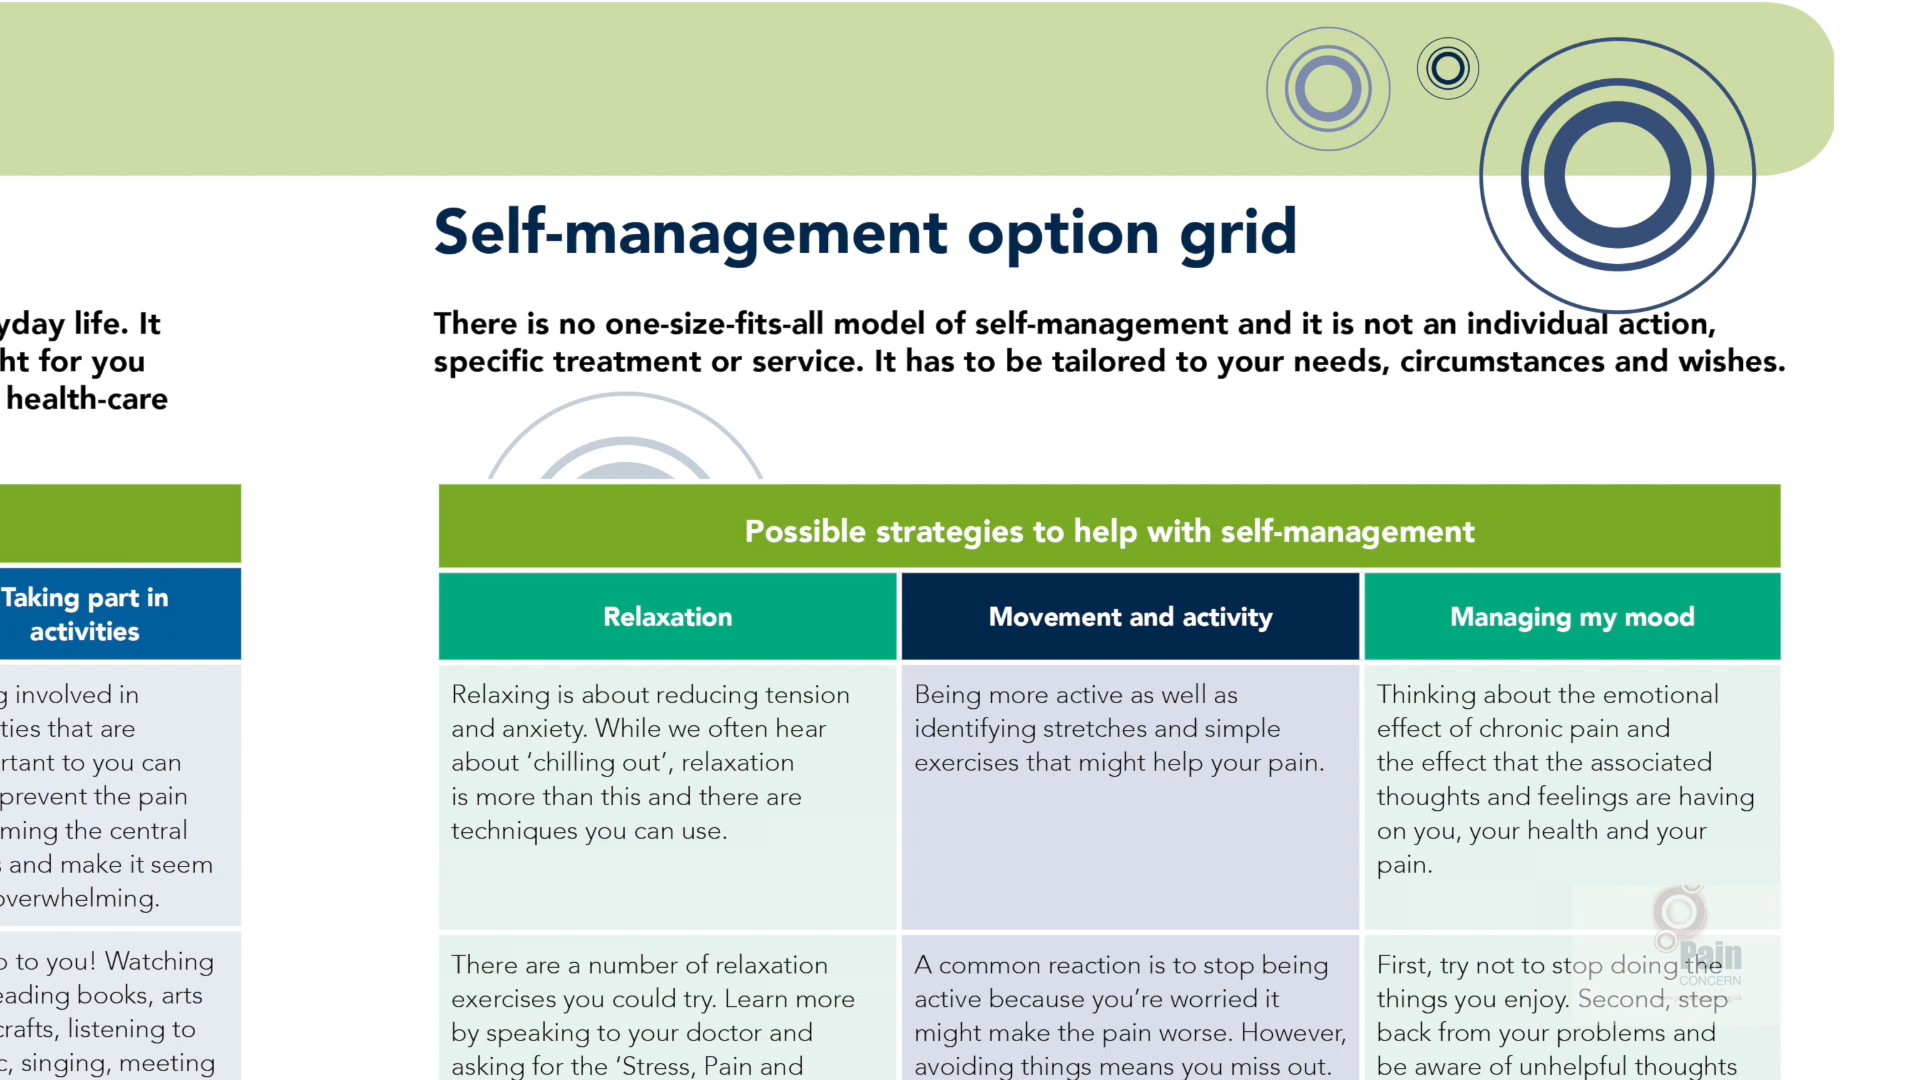 Self-management option grid
yday life. It
ht for you
health-care
There is no one-size-fits-all model of self-management and it is not an individual action,
specific treatment or service. It has to be tailored to your needs, circumstances and wishes.
Taking part in
activities
g involved in
ties that are
rtant to you can
prevent the pain
ming the central
s and make it seem
overwhelming.
o to you! Watching
eading books, arts
crafts, listening to
c, singing, meeting
Possible strategies to help with self-management
Relaxation
Relaxing is about reducing tension
and anxiety. While we often hear
about ‘chilling out’, relaxation
is more than this and there are
techniques you can use.
There are a number of relaxation
exercises you could try. Learn more
by speaking to your doctor and
asking for the ‘Stress, Pain and
Movement and activity
Being more active as well as
identifying stretches and simple
exercises that might help your pain.
A common reaction is to stop being
active because you’re worried it
might make the pain worse. However,
avoiding things means you miss out.
Managing my mood
Thinking about the emotional
effect of chronic pain and
the effect that the associated
thoughts and feelings are having
on you, your health and your
pain.
First, try not to stop doing the
things you enjoy. Second, step
back from your problems and
be aware of unhelpful thoughts
Pain
CONCERN